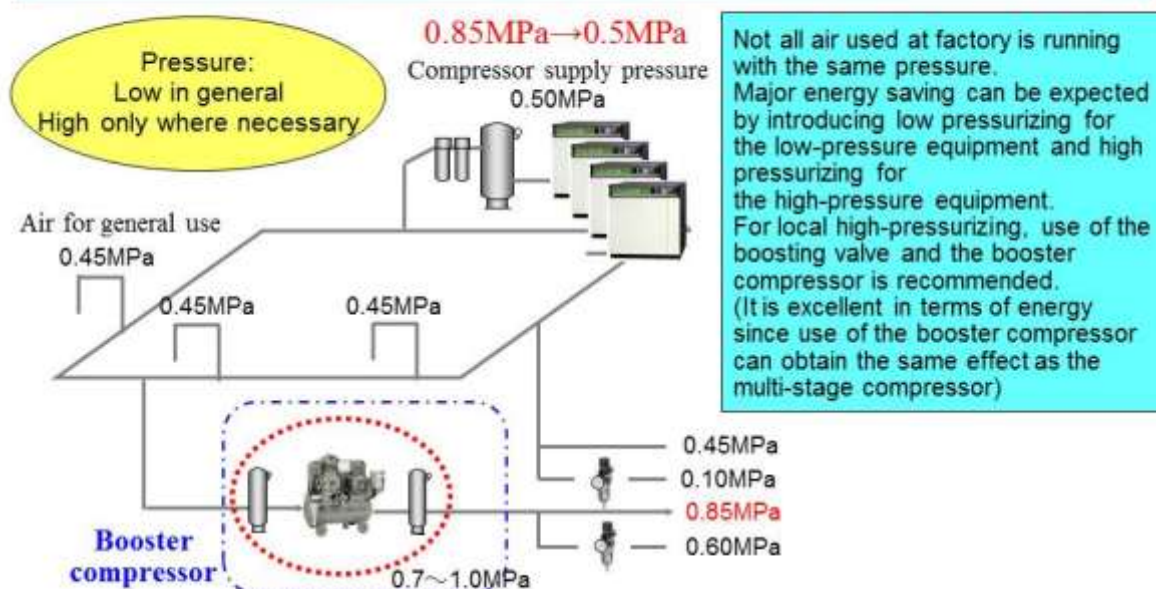 Pressure:
Low in general
High only where necessary
0.85MPa→0.5MPa
Compressor supply pressure
0.50MPa
Not all air used at factory is running
with the same pressure.
Major energy saving can be expected
by introducing low pressurizing for
the low-pressure equipment and high
pressurizing for
the high-pressure equipment.
For local high-pressurizing, use of the
boosting valve and the booster
compressor is recommended.
(It is excellent in terms of energy
since use of the booster compressor
can obtain the same effect as the
multi-stage compressor)
Air for general use
0.45MPa
0.45MPa
0.45MPa
0.45MPa
0.10MPa
0.85MPa
0.60MPa
Booster
compressor
0.7～1.0MPa